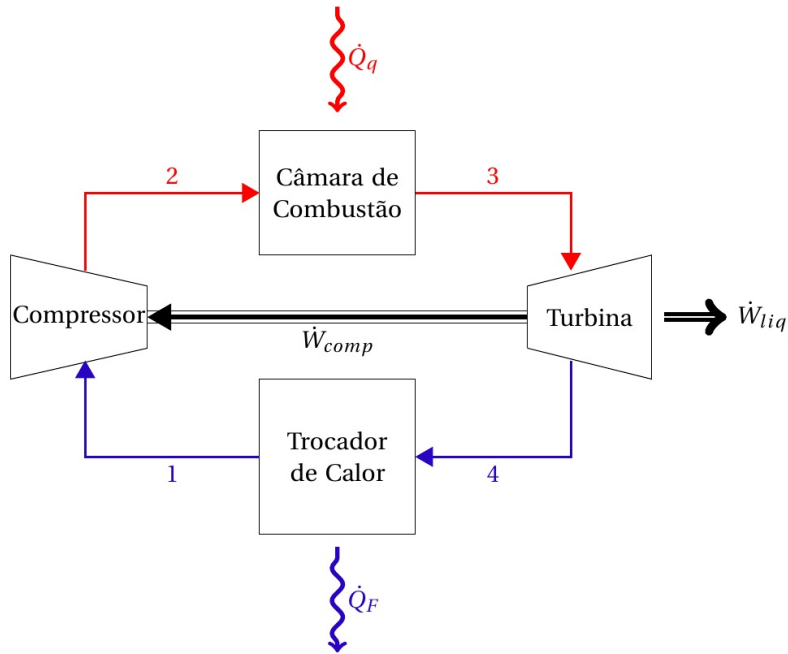 Q̇q
2
Câmara de
Combustão
3
Compressor
Ẇcomp
Turbina
Ẇliq
1
Trocador
de Calor
4
Q̇F